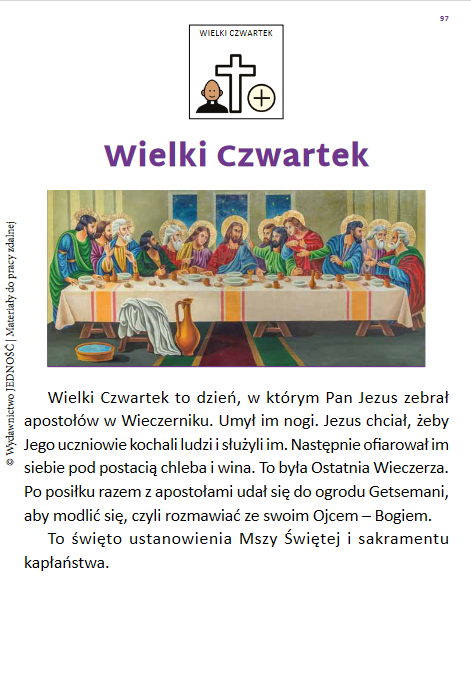 97
WIELKI CZWARTEK
Wielki Czwartek
© Wydawnictwo JEDNOŚĆ | Materiały do pracy zdalnej
Wielki Czwartek to dzień, w którym Pan Jezus zebrał
apostołów w Wieczerniku. Umył im nogi. Jezus chciał, żeby
Jego uczniowie kochali ludzi i służyli im. Następnie ofiarował im
siebie pod postacią chleba i wina. To była Ostatnia Wieczerza.
Po posiłku razem z apostołami udał się do ogrodu Getsemani,
aby modlić się, czyli rozmawiać ze swoim Ojcem – Bogiem.
To święto ustanowienia Mszy Świętej i sakramentu
kapłaństwa.